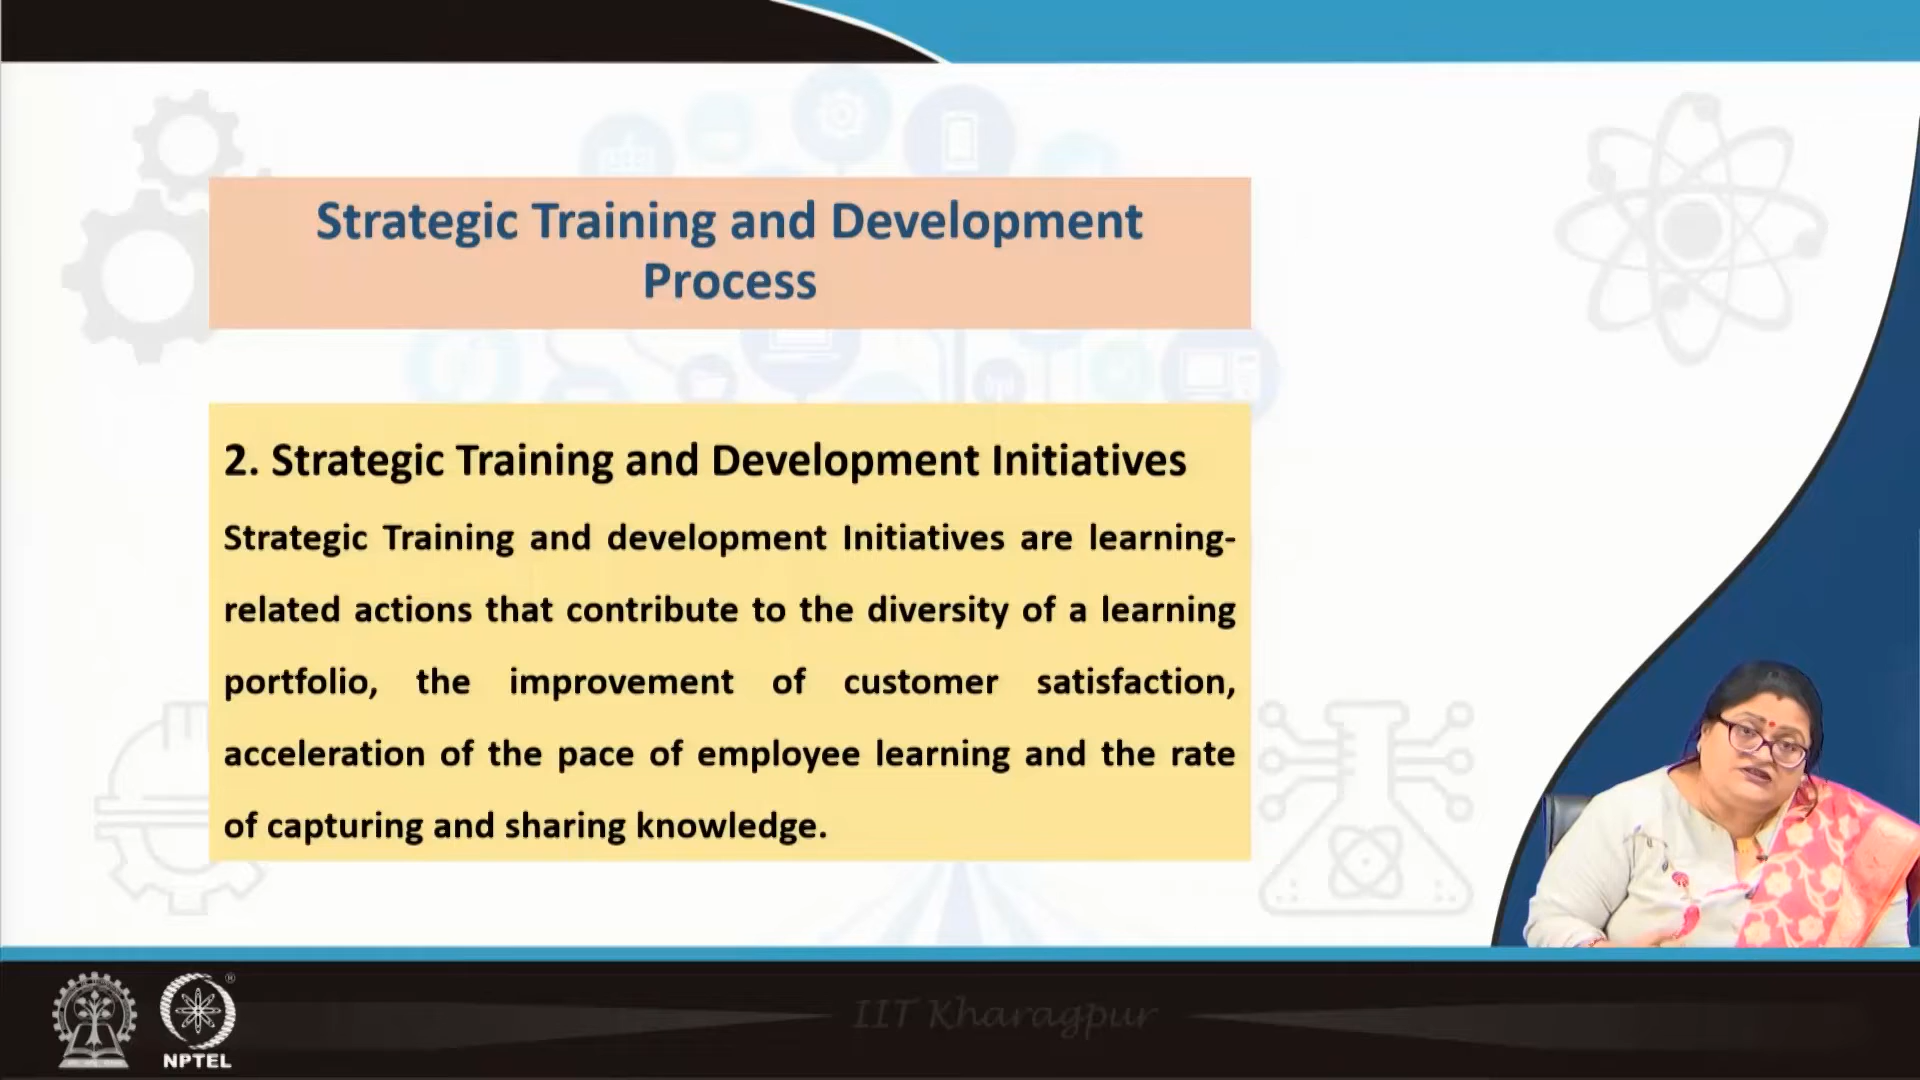 Strategic Training and Development
Process
2. Strategic Training and Development Initiatives
Strategic Training and development Initiatives are learning-
related actions that contribute to the diversity of a learning
portfolio, the improvement of customer satisfaction,
acceleration of the pace of employee learning and the rate
of capturing and sharing knowledge.
IIT Kharagpur
®
NPTEL